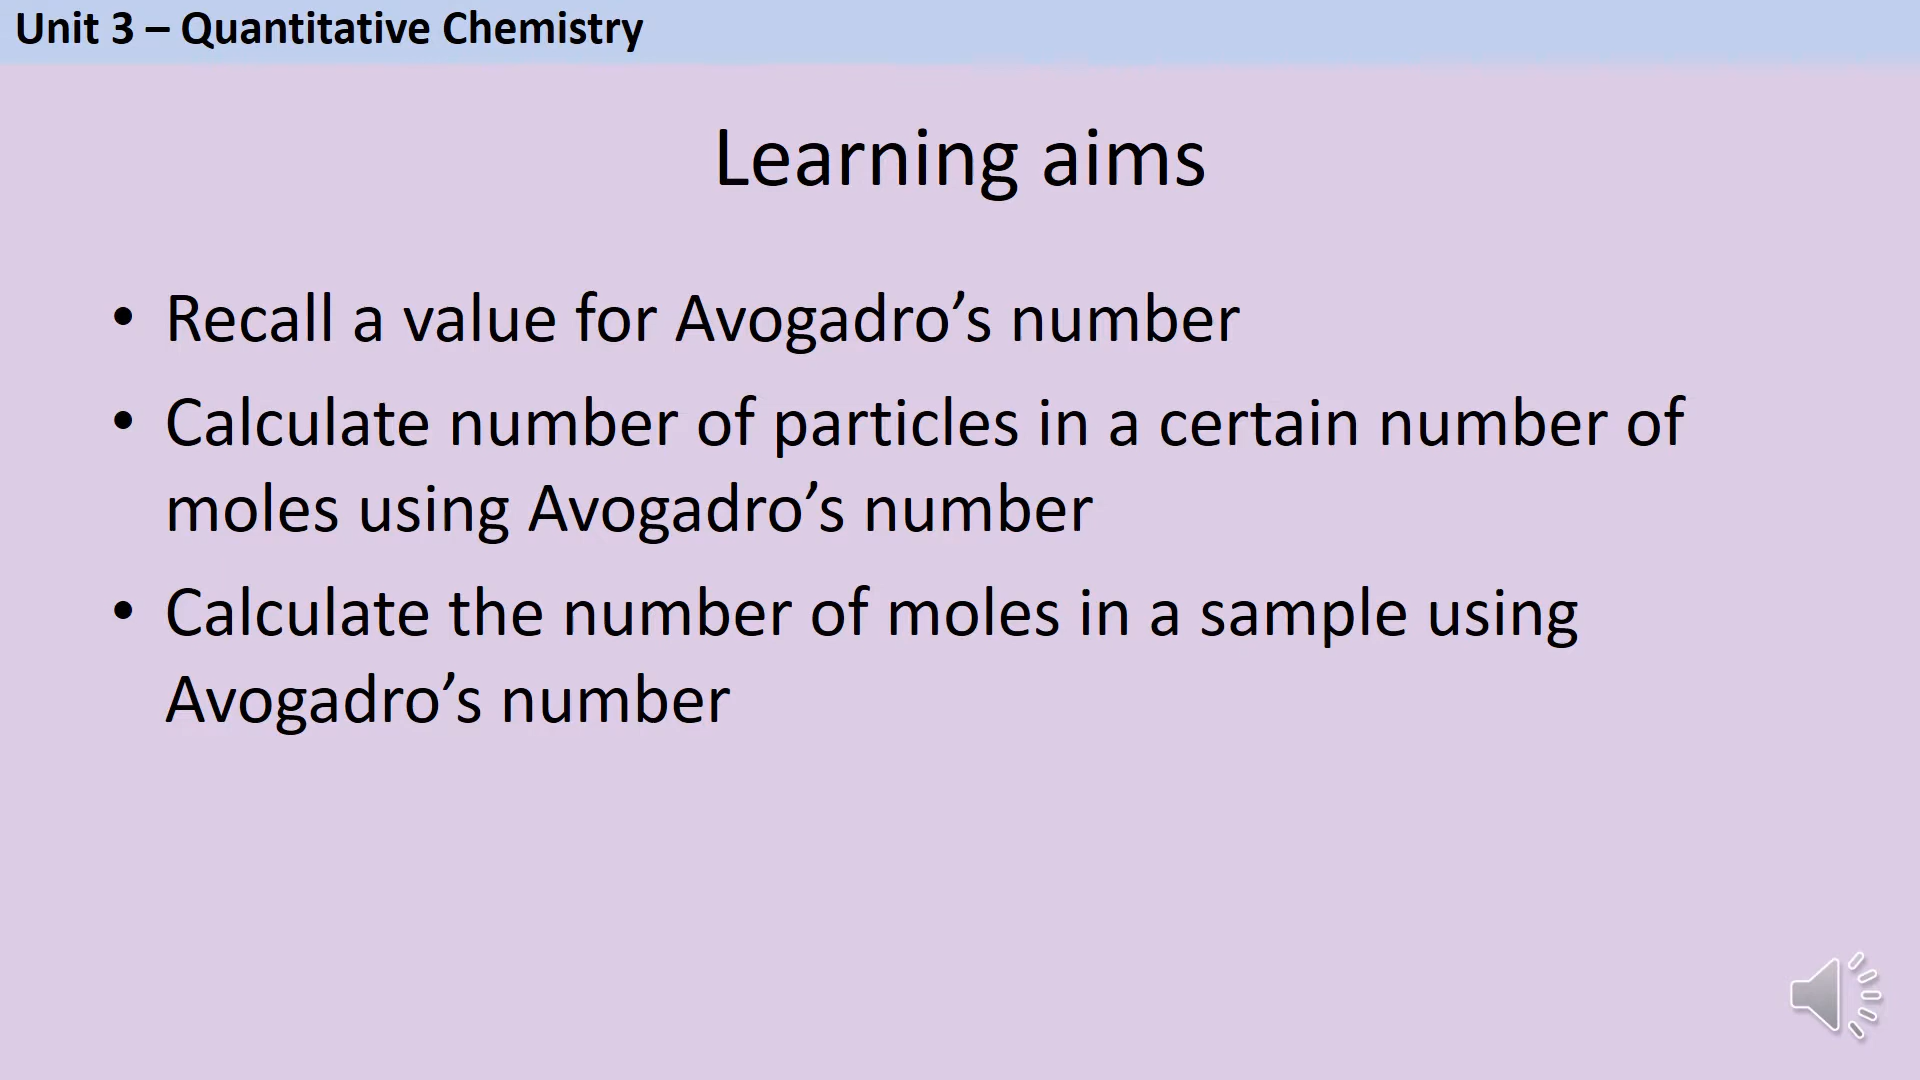 Unit 3 – Quantitative Chemistry
Learning aims
• Recall a value for Avogadro’s number
• Calculate number of particles in a certain number of
moles using Avogadro’s number
• Calculate the number of moles in a sample using
Avogadro’s number